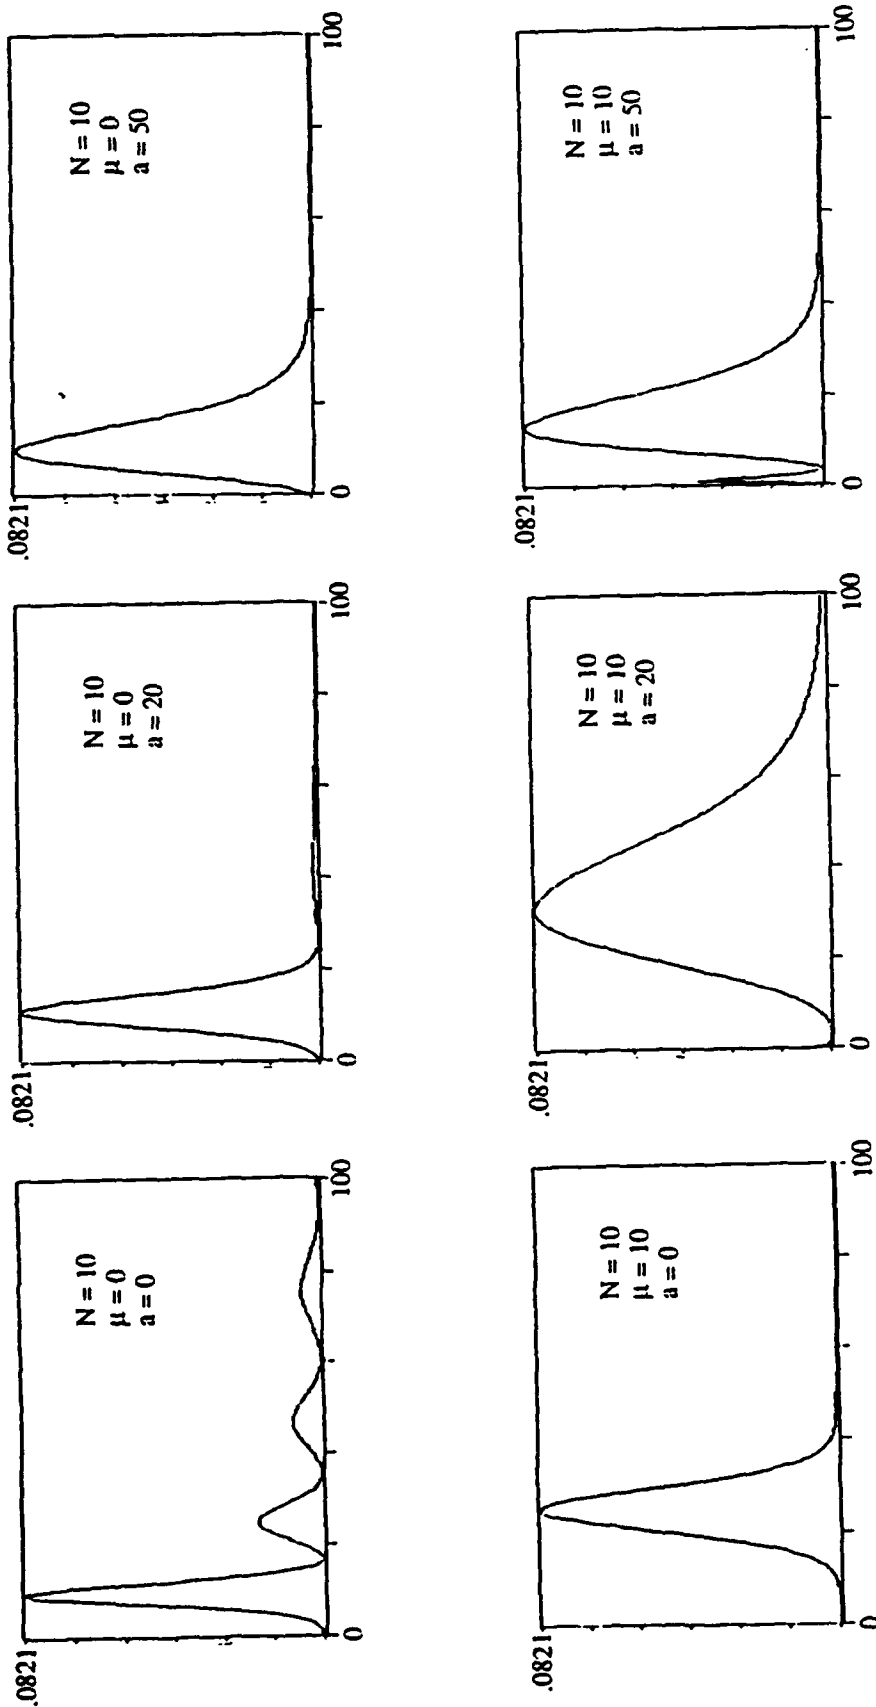 .0821
N = 10
µ = 0
a = 0
0
100
.0821
N = 10
µ = 0
a = 20
0
100
.0821
N = 10
µ = 0
a = 50
0
100
.0821
N = 10
µ = 10
a = 0
0
100
.0821
N = 10
µ = 10
a = 20
0
100
.0821
N = 10
µ = 10
a = 50
0
100